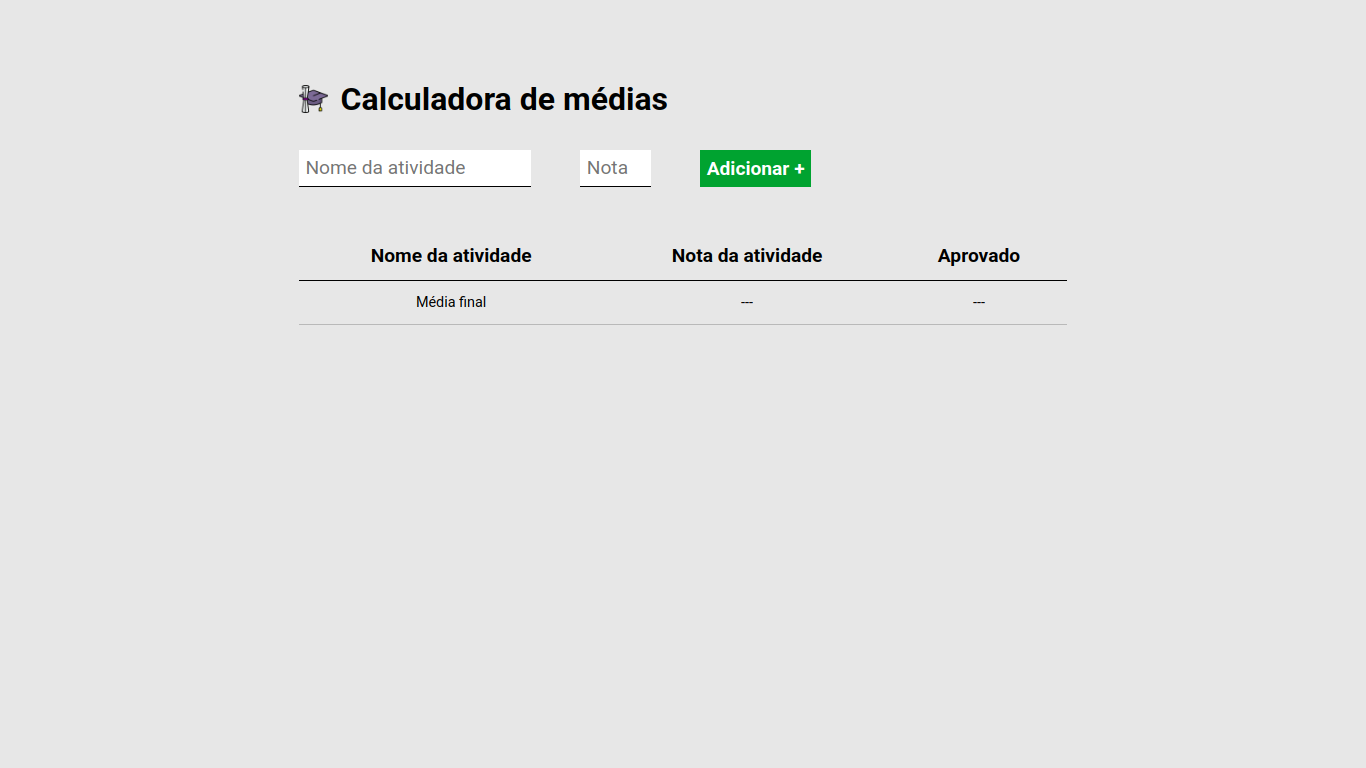 Calculadora de médias
Nome da atividade Nota Adicionar +
Nome da atividade Nota da atividade Aprovado
Média final --- ---